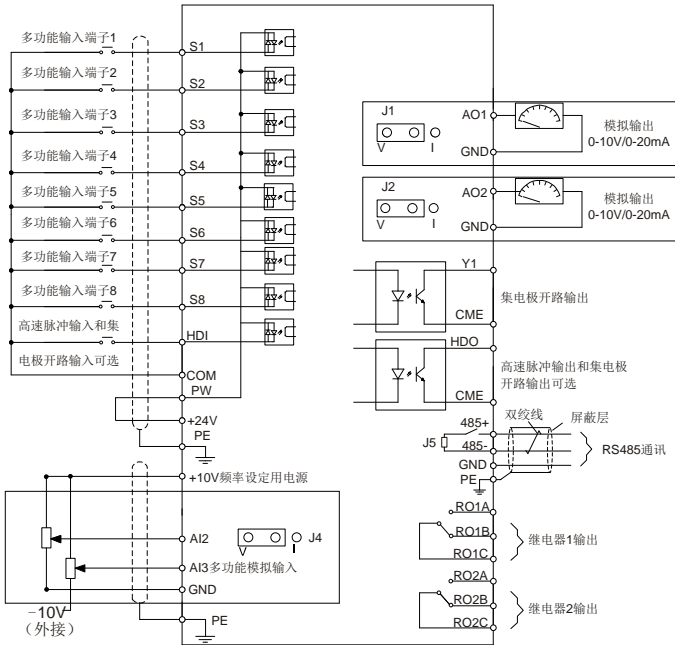 多功能输入端子1
S1
多功能输入端子2
S2
多功能输入端子3
S3
多功能输入端子4
S4
多功能输入端子5
S5
多功能输入端子6
S6
多功能输入端子7
S7
多功能输入端子8
S8
高速脉冲输入和集
电极开路输入可选
HDI
COM
PW
+24V
PE
+10V频率设定用电源
AI2
V
I
J4
AI3多功能模拟输入
GND
-10V
(外接)
PE
J1
V
I
AO1
GND
模拟输出
0-10V/0-20mA
J2
V
I
AO2
GND
模拟输出
0-10V/0-20mA
Y1
CME
集电极开路输出
HDO
CME
高速脉冲输出和集电极
开路输出可选
双绞线
屏蔽层
485+
J5
485-
GND
PE
RS485通讯
RO1A
RO1B
RO1C
继电器1输出
RO2A
RO2B
RO2C
继电器2输出